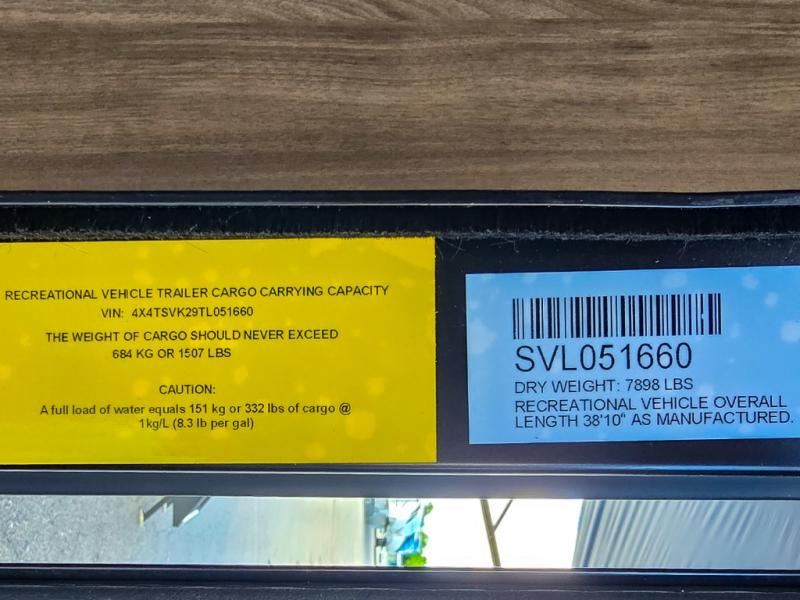 RECREATIONAL VEHICLE TRAILER CARGO CARRYING CAPACITY
VIN: 4X4TSVK29TL051660
THE WEIGHT OF CARGO SHOULD NEVER EXCEED
684 KG OR 1507 LBS
CAUTION:
A full load of water equals 151 kg or 332 lbs of cargo @
1kg/L (8.3 lb per gal)
SVL051660
DRY WEIGHT: 7898 LBS
RECREATIONAL VEHICLE OVERALL
LENGTH 38'10" AS MANUFACTURED.